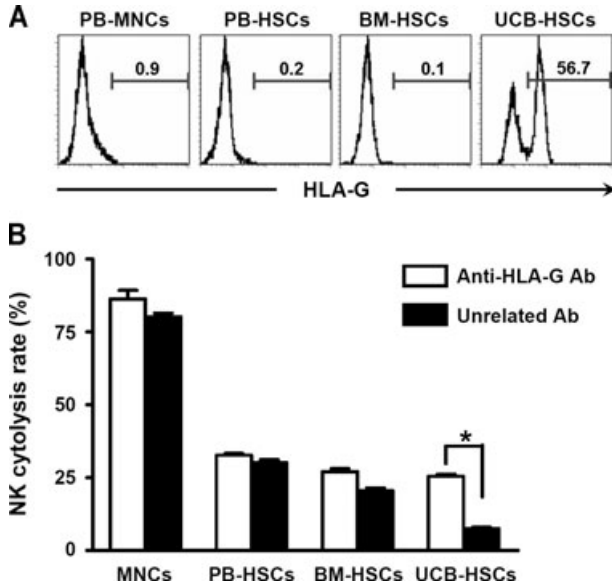 A
PB-MNCs PB-HSCs BM-HSCs UCB-HSCs
0.9 0.2 0.1 56.7
HLA-G
B
NK cytolysis rate (%)
100
75
50
25
0
Anti-HLA-G Ab
Unrelated Ab
*
MNCs PB-HSCs BM-HSCs UCB-HSCs